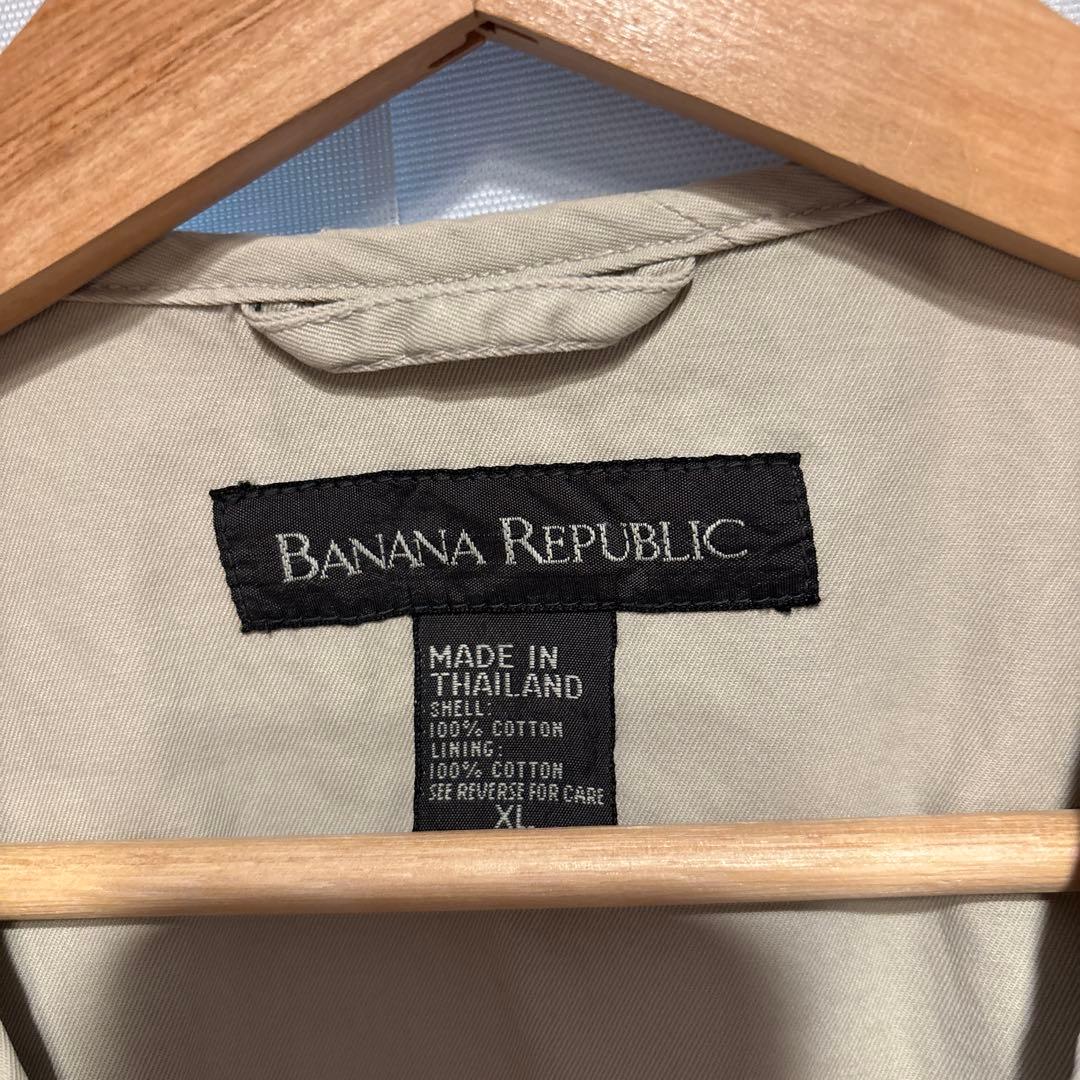 BANANA REPUBLIC
MADE IN
THAILAND
SHELL:
100% COTTON
LINING:
100% COTTON
SEE REVERSE FOR CARE
XL